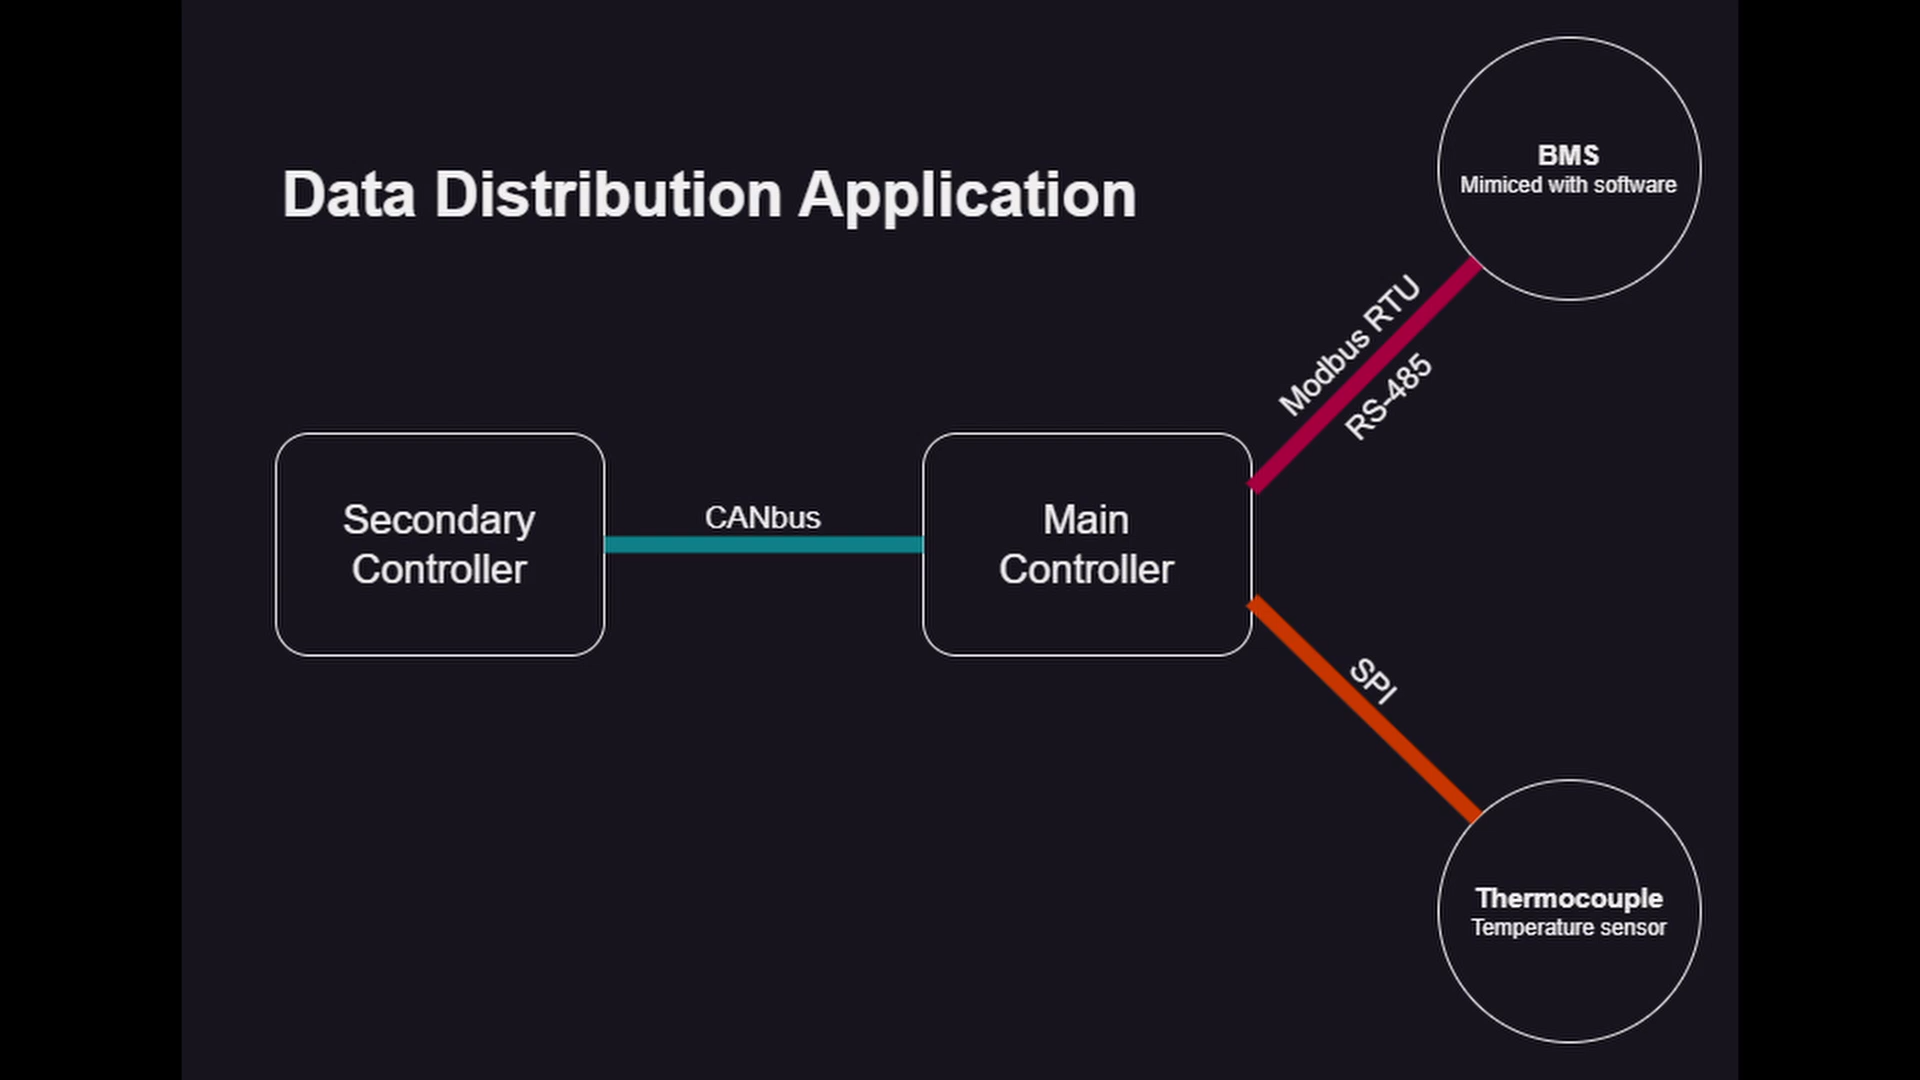 Data Distribution Application
BMS
Mimiced with software
Modbus RTU
RS-485
Secondary
Controller
CANbus
Main
Controller
SPI
Thermocouple
Temperature sensor